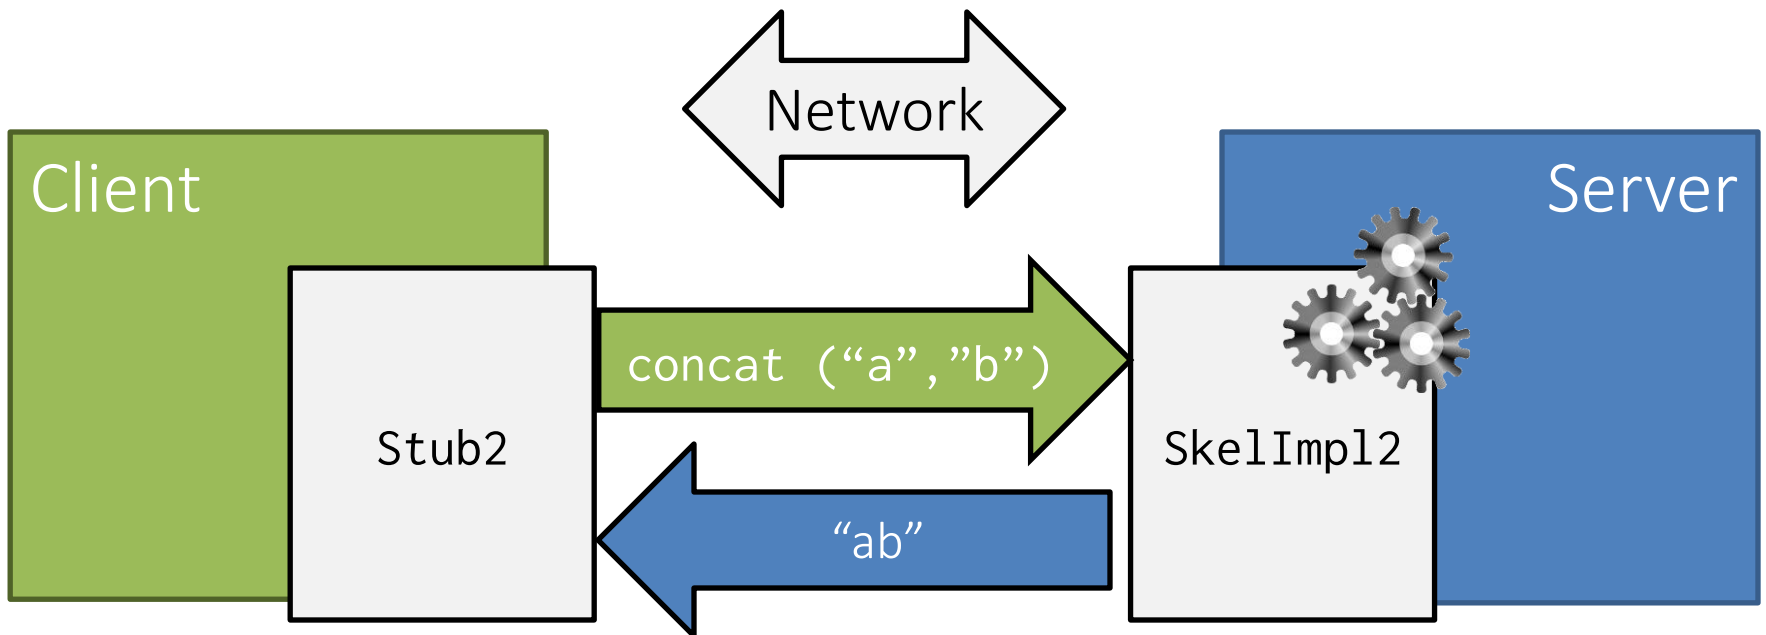 Network
Client
Server
concat (“a”,”b”)
Stub2
SkelImpl2
“ab”